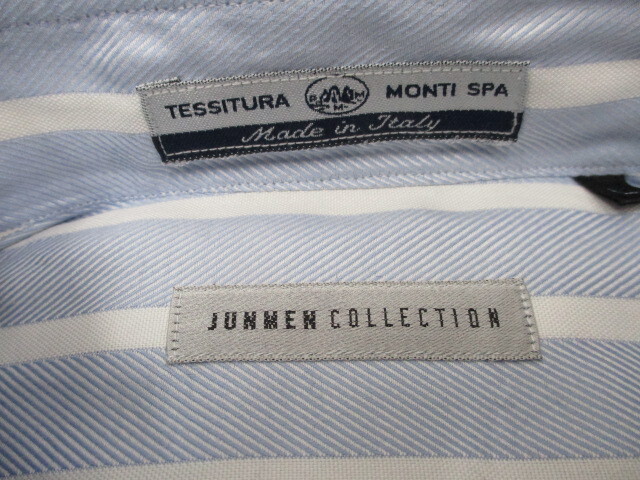 TESSITURA MONTI SPA
Made in Italy
JUNMEN COLLECTION